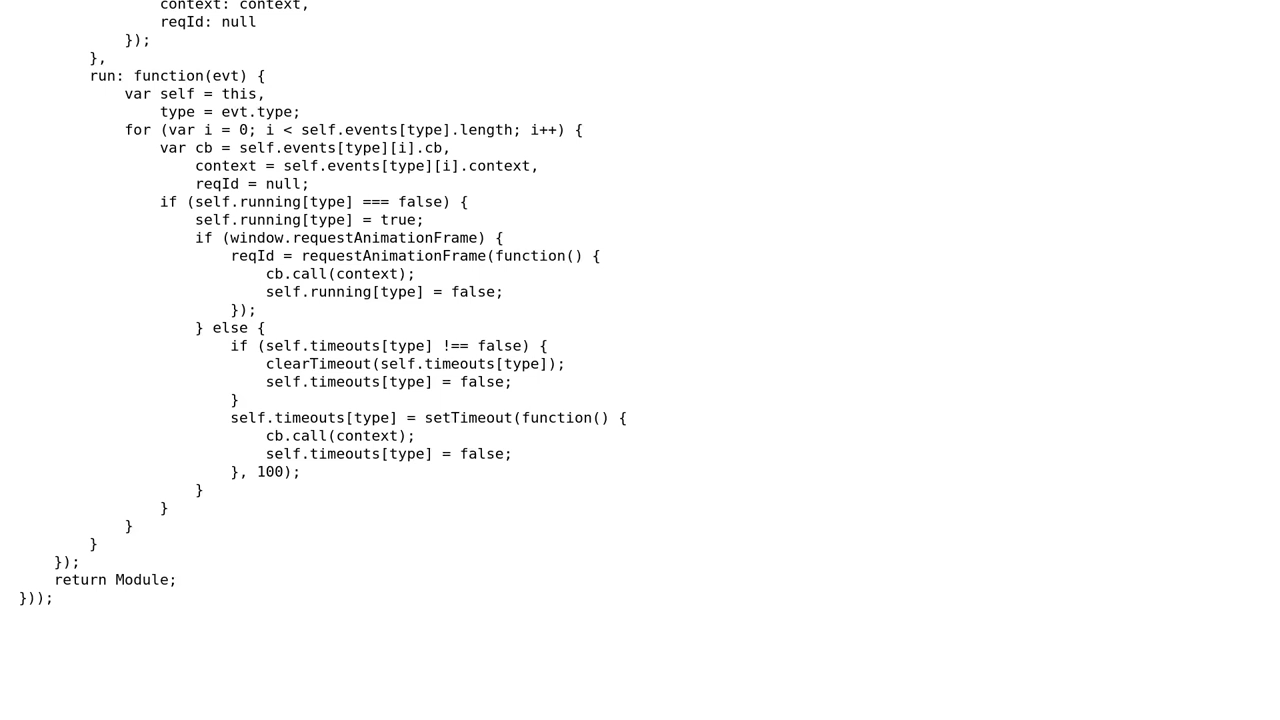 context: context,
reqId: null
});
},
run: function(evt) {
var self = this,
type = evt.type;
for (var i = 0; i < self.events[type].length; i++) {
var cb = self.events[type][i].cb,
context = self.events[type][i].context,
reqId = null;
if (self.running[type] === false) {
self.running[type] = true;
if (window.requestAnimationFrame) {
reqId = requestAnimationFrame(function() {
cb.call(context);
self.running[type] = false;
});
} else {
if (self.timeouts[type] !== false) {
clearTimeout(self.timeouts[type]);
self.timeouts[type] = false;
}
self.timeouts[type] = setTimeout(function() {
cb.call(context);
self.timeouts[type] = false;
}, 100);
}
}
}
}
});
return Module;
}));